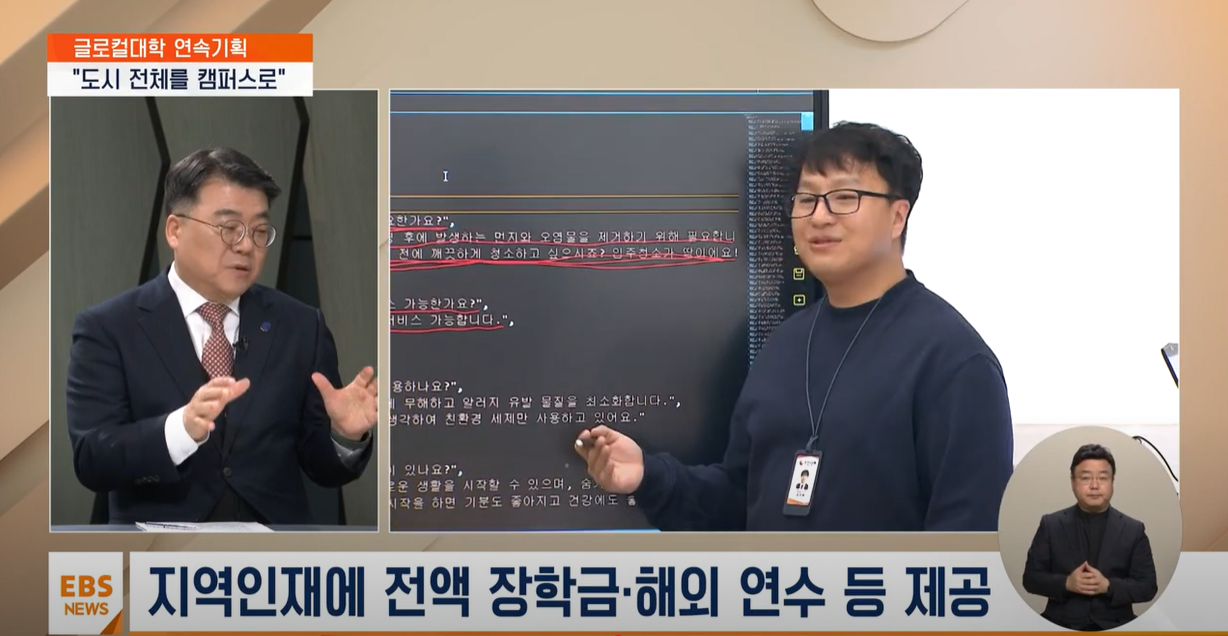 글로컬대학 연속기획
"도시 전체를 캠퍼스로"
요한가요?",
후에 발생하는 먼지와 오염물을 제거하기 위해 필요합니
전에 깨끗하게 청소하고 싶으시죠? 입주청소가 딱이에요!
스 가능한가요?",
서비스 가능합니다.",
용하나요?",
무해하고 알러지 유발 물질을 최소화합니다.",
생각하여 친환경 세제만 사용하고 있어요."
이 있나요?",
로운 생활을 시작할 수 있으며,
시작을 하면 기분도 좋아지고 건강에도
EBS
NEWS
지역인재에 전액 장학금·해외 연수 등 제공